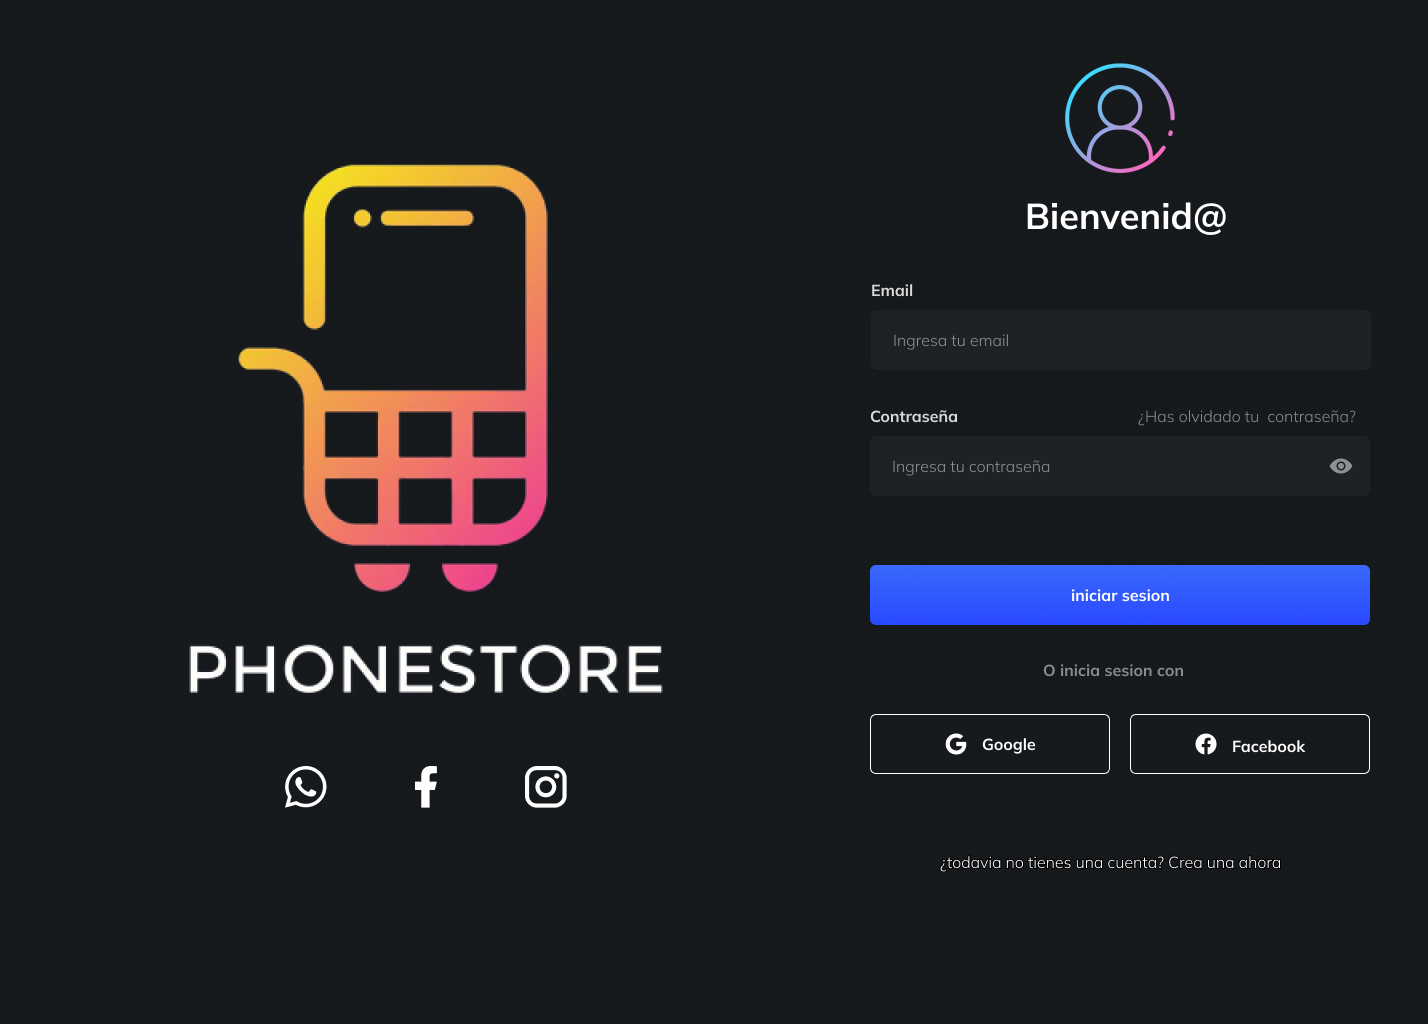 PHONESTORE
Bienvenid@
Email
Ingresa tu email
Contraseña
¿Has olvidado tu contraseña?
Ingresa tu contraseña
iniciar sesion
O inicia sesion con
Google
Facebook
¿todavia no tienes una cuenta? Crea una ahora